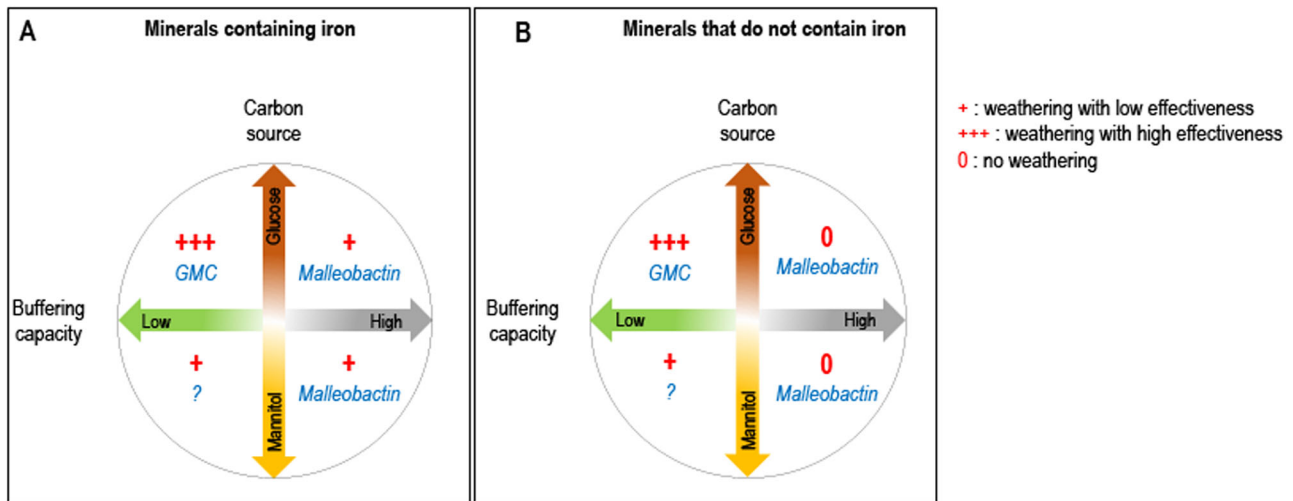 A
Minerals containing iron
Carbon
source
Glucose
+++
GMC
+
Malleobactin
Buffering
capacity
Low
High
+
?
+
Malleobactin
Mannitol
B
Minerals that do not contain iron
Carbon
source
Glucose
+++
GMC
0
Malleobactin
Buffering
capacity
Low
High
+
?
0
Malleobactin
Mannitol
+ : weathering with low effectiveness
+++ : weathering with high effectiveness
0 : no weathering